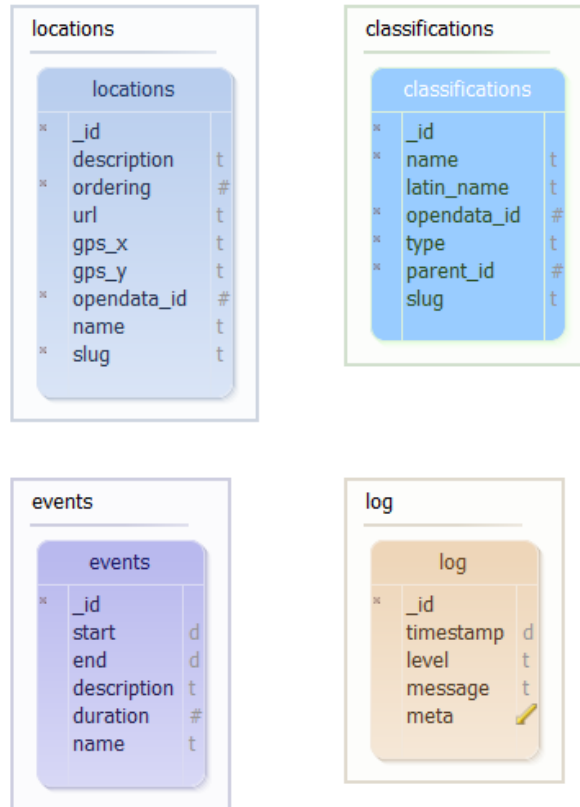 locations
locations
_id
description t
ordering #
url t
gps_x t
gps_y t
opendata_id #
name t
slug t
classifications
classifications
_id
name t
latin_name t
opendata_id #
type t
parent_id #
slug t
events
events
_id
start d
end d
description t
duration #
name t
log
log
_id
timestamp d
level t
message t
meta